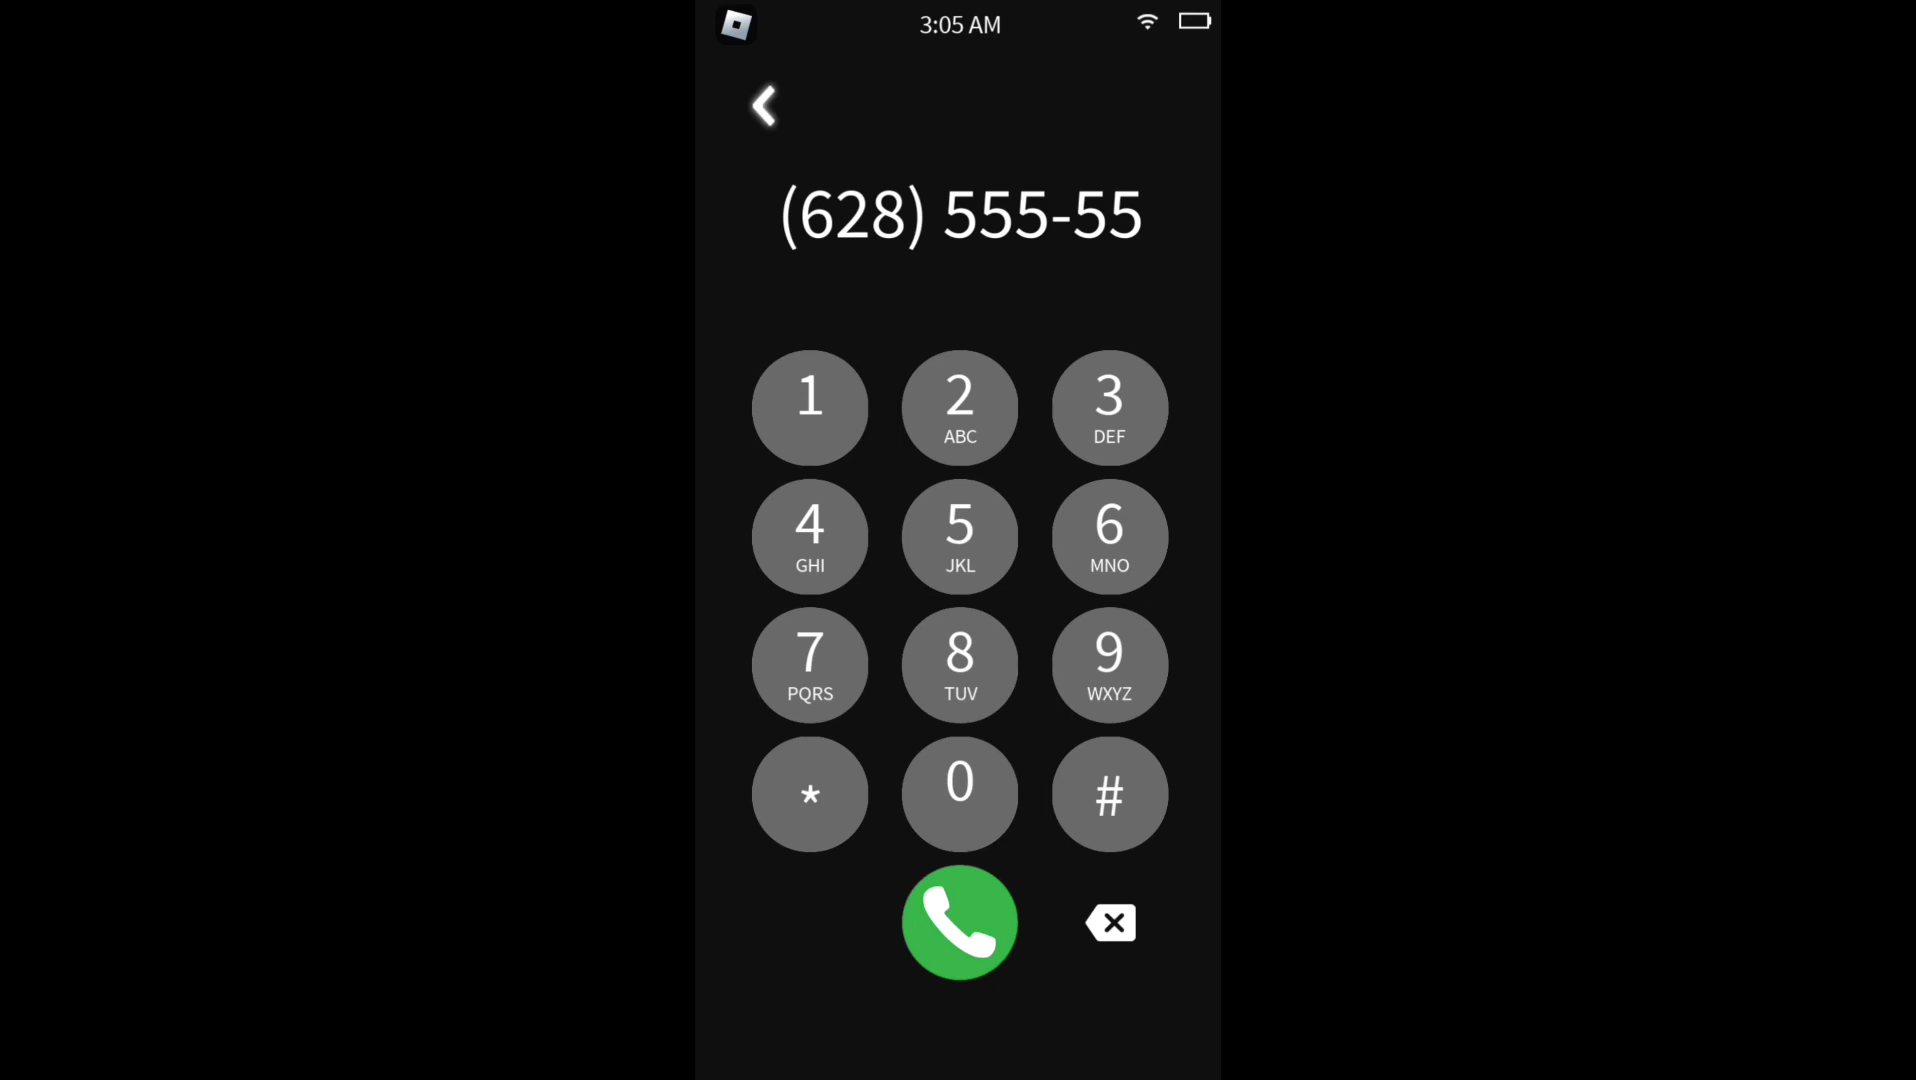 3:05 AM
(628) 555-55
1 2 3
ABC DEF
4 5 6
GHI JKL MNO
7 8 9
PQRS TUV WXYZ
* 0 #